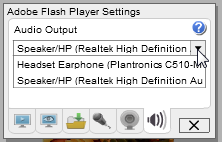 Adobe Flash Player Settings
Audio Output
?
Speaker/HP (Realtek High Definition
Headset Earphone (Plantronics C510-M
Speaker/HP (Realtek High Definition Au